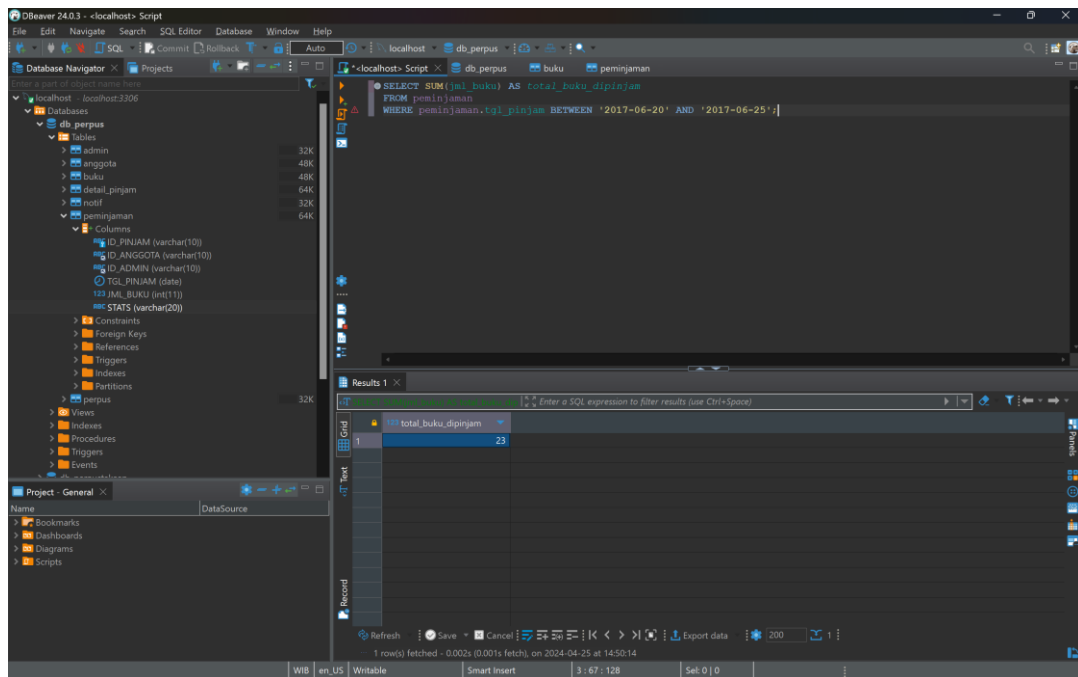 DBeaver 24.0.3 - <localhost> Script
File Edit Navigate Search SQL Editor Database Window Help
SQL Commit Rollback Auto localhost db_perpus
Database Navigator Projects
Enter a part of object name here
localhost - localhost:3306
Databases
db_perpus
Tables
admin 32K
anggota 48K
buku 48K
detail_pinjam 64K
notif 32K
peminjaman 64K
Columns
ID_PINJAM (varchar(10))
ID_ANGGOTA (varchar(10))
ID_ADMIN (varchar(10))
TGL_PINJAM (date)
123 JML_BUKU (int(11))
STATS (varchar(20))
Constraints
Foreign Keys
References
Triggers
Indexes
Partitions
perpus 32K
Views
Indexes
Procedures
Triggers
Events
Project - General
Name DataSource
Bookmarks
Dashboards
Diagrams
Scripts
*<localhost> Script db_perpus buku peminjaman
SELECT SUM(jml_buku) AS total_buku_dipinjam
FROM peminjaman
WHERE peminjaman.tgl_pinjam BETWEEN '2017-06-20' AND '2017-06-25';
Results 1
Enter a SQL expression to filter results (use Ctrl+Space)
Grid
Text
Record
Panels
123 total_buku_dipinjam
1 23
Refresh Save Cancel Export data 200 1
1 row(s) fetched - 0.002s (0.001s fetch), on 2024-04-25 at 14:50:14
WIB en_US Writable Smart Insert 3 : 67 : 128 Sel: 0 | 0